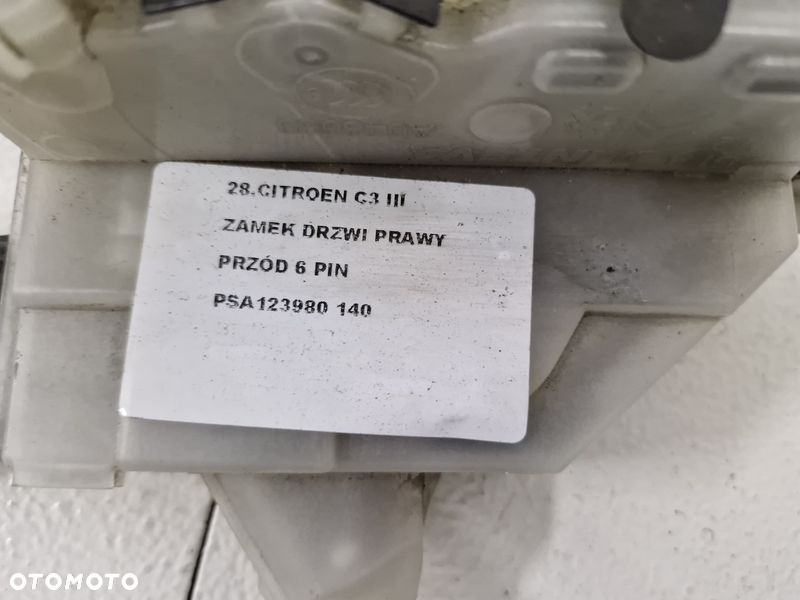 28.CITROEN C3 III
ZAMEK DRZWI PRAWY
PRZÓD 6 PIN
PSA123980 140
OTOMOTO